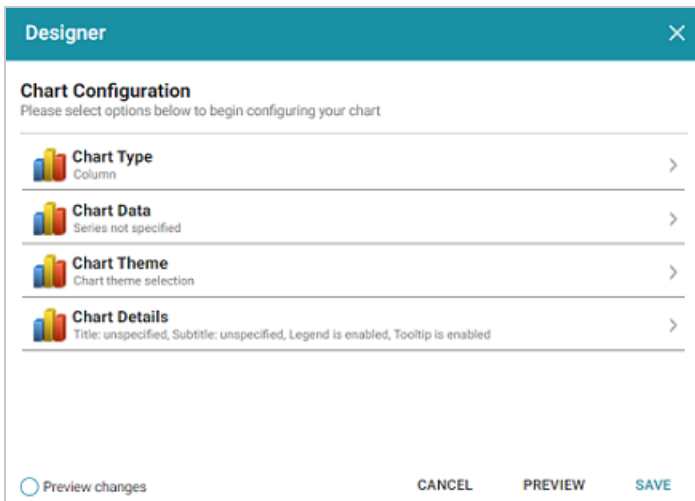 Designer
Chart Configuration
Please select options below to begin configuring your chart
Chart Type
Column
Chart Data
Series not specified
Chart Theme
Chart theme selection
Chart Details
Title: unspecified, Subtitle: unspecified, Legend is enabled, Tooltip is enabled
Preview changes CANCEL PREVIEW SAVE